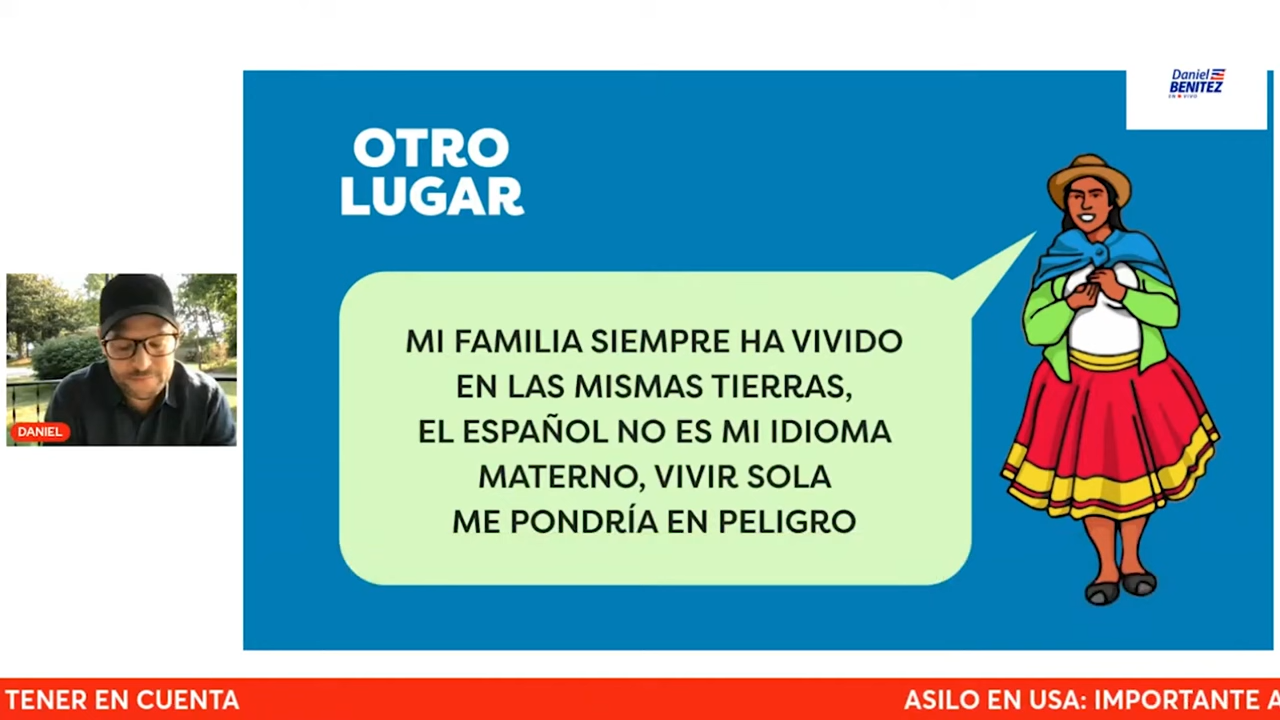 Daniel
BENITEZ
EN VIVO
OTRO
LUGAR
MI FAMILIA SIEMPRE HA VIVIDO
EN LAS MISMAS TIERRAS,
EL ESPAÑOL NO ES MI IDIOMA
MATERNO, VIVIR SOLA
ME PONDRÍA EN PELIGRO
DANIEL
TENER EN CUENTA
ASILO EN USA: IMPORTANTE A